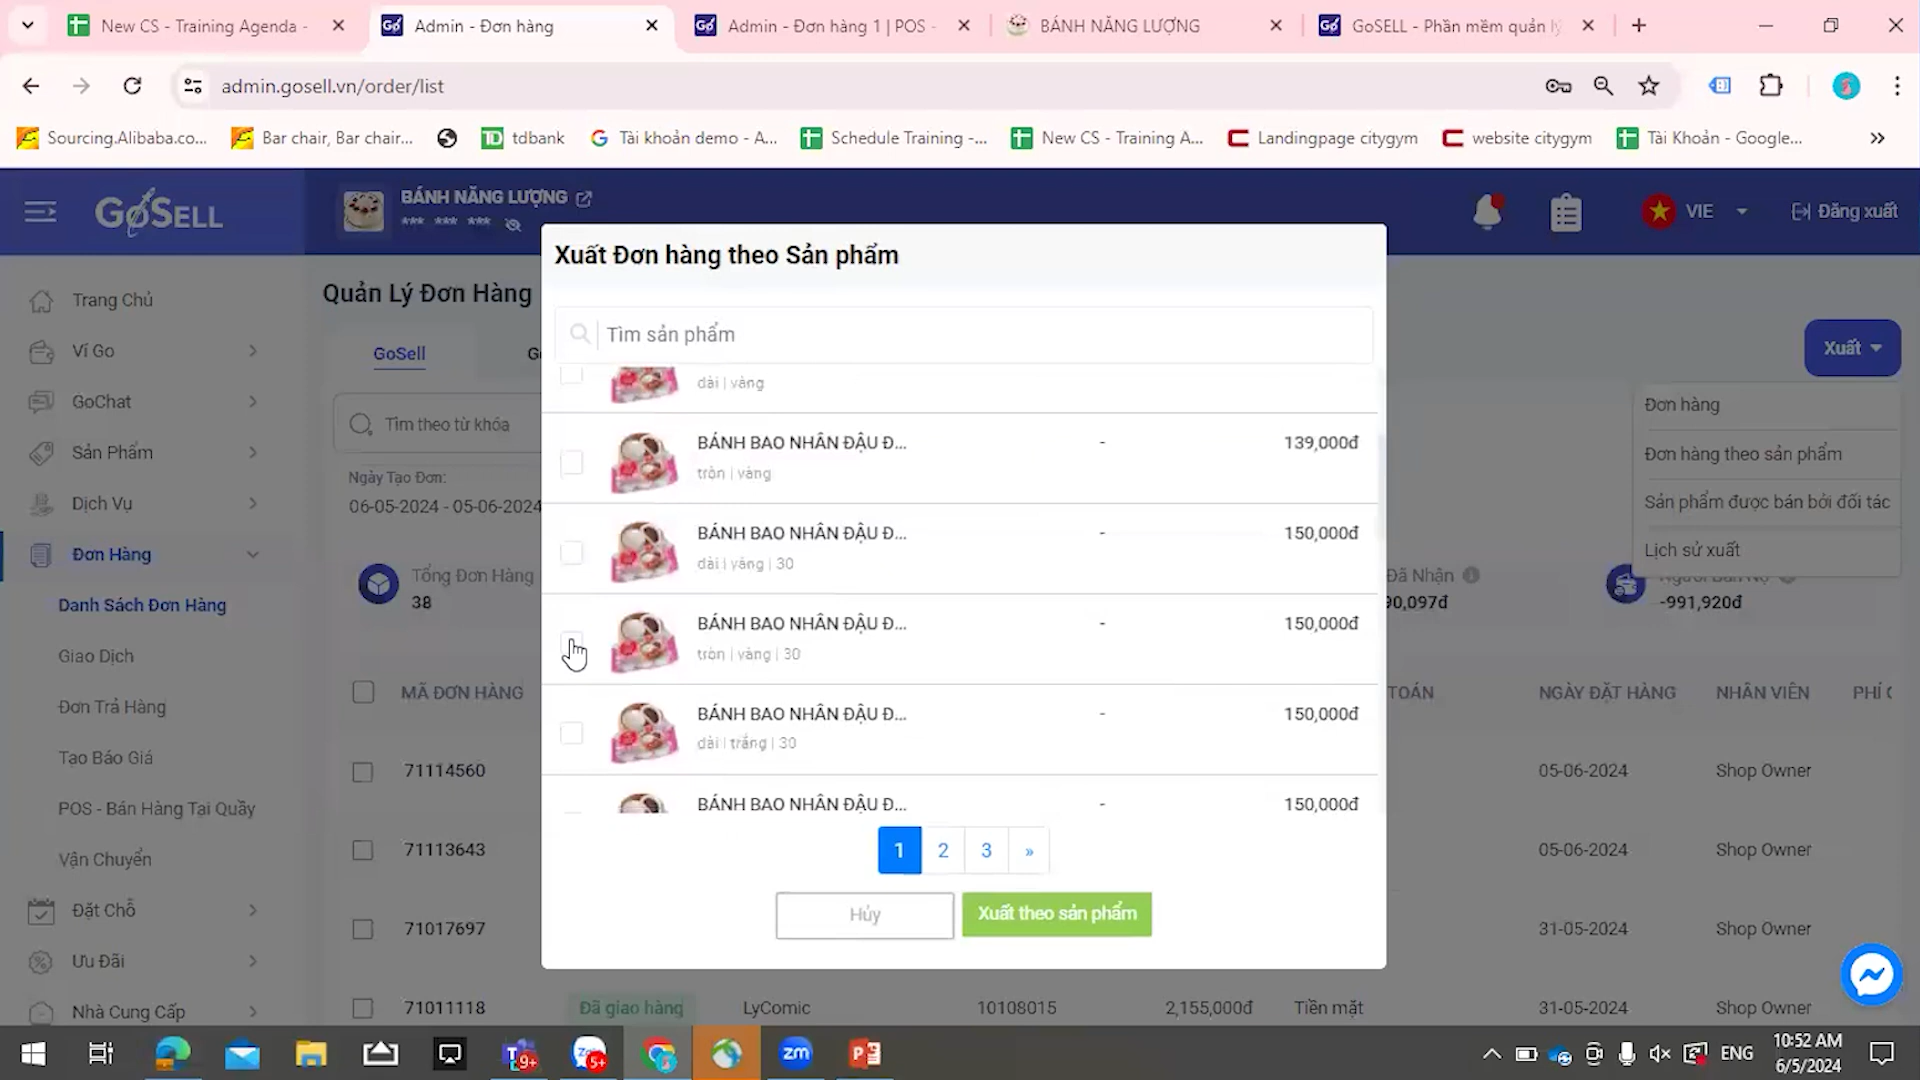 New CS - Training Agenda -
Admin - Đơn hàng
Admin - Đơn hàng 1 | POS -
BÁNH NĂNG LƯỢNG
GoSELL - Phần mềm quản lý
admin.gosell.vn/order/list
Sourcing.Alibaba.co...
Bar chair, Bar chair...
tdbank
Tài khoản demo - A...
Schedule Training -...
New CS - Training A...
Landingpage citygym
website citygym
Tài Khoản - Google...
GOSELL
BÁNH NĂNG LƯỢNG
*** *** ***
VIE
Đăng xuất
Trang Chủ
Ví Go
GoChat
Sản Phẩm
Dịch Vụ
Đơn Hàng
Danh Sách Đơn Hàng
Giao Dịch
Đơn Trả Hàng
Tạo Báo Giá
POS - Bán Hàng Tại Quầy
Vận Chuyển
Đặt Chỗ
Ưu Đãi
Nhà Cung Cấp
Quản Lý Đơn Hàng
GoSell
Tìm theo từ khóa
Ngày Tạo Đơn:
06-05-2024 - 05-06-2024
Tổng Đơn Hàng
38
Xuất
Đơn hàng
Đơn hàng theo sản phẩm
Sản phẩm được bán bởi đối tác
Lịch sử xuất
Đã Nhận
90,097đ
-991,920đ
MÃ ĐƠN HÀNG
TOÁN
NGÀY ĐẶT HÀNG
NHÂN VIÊN
PHÍ
71114560
05-06-2024
Shop Owner
71113643
05-06-2024
Shop Owner
71017697
31-05-2024
Shop Owner
71011118
Đã giao hàng
LyComic
10108015
2,155,000đ
Tiền mặt
31-05-2024
Shop Owner
Xuất Đơn hàng theo Sản phẩm
Tìm sản phẩm
dài | vàng
BÁNH BAO NHÂN ĐẬU Đ...
-
139,000đ
tròn | vàng
BÁNH BAO NHÂN ĐẬU Đ...
-
150,000đ
dài | vàng | 30
BÁNH BAO NHÂN ĐẬU Đ...
-
150,000đ
tròn | vàng | 30
BÁNH BAO NHÂN ĐẬU Đ...
-
150,000đ
dài | trắng | 30
BÁNH BAO NHÂN ĐẬU Đ...
-
150,000đ
1 2 3 »
Hủy
Xuất theo sản phẩm
9+
5+
zm
ENG
10:52 AM
6/5/2024